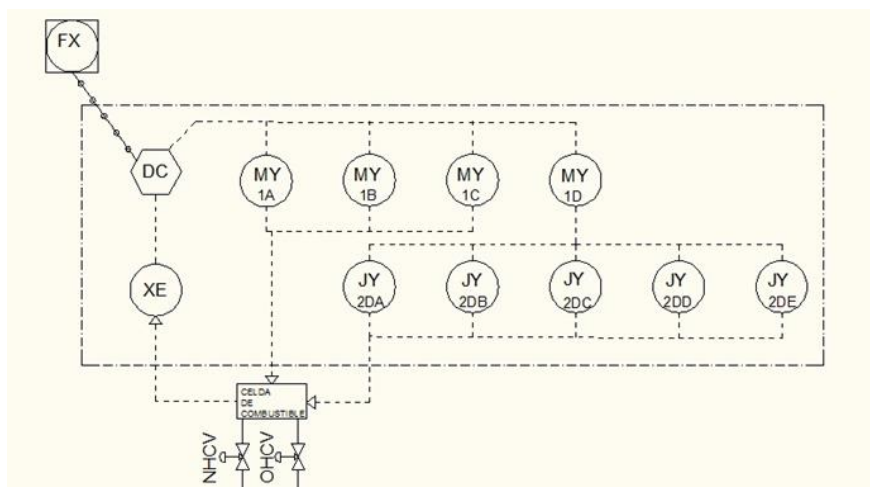 FX
DC
MY
1A
MY
1B
MY
1C
MY
1D
XE
JY
2DA
JY
2DB
JY
2DC
JY
2DD
JY
2DE
CELDA
DE
COMBUSTIBLE
NHCV
OHCV